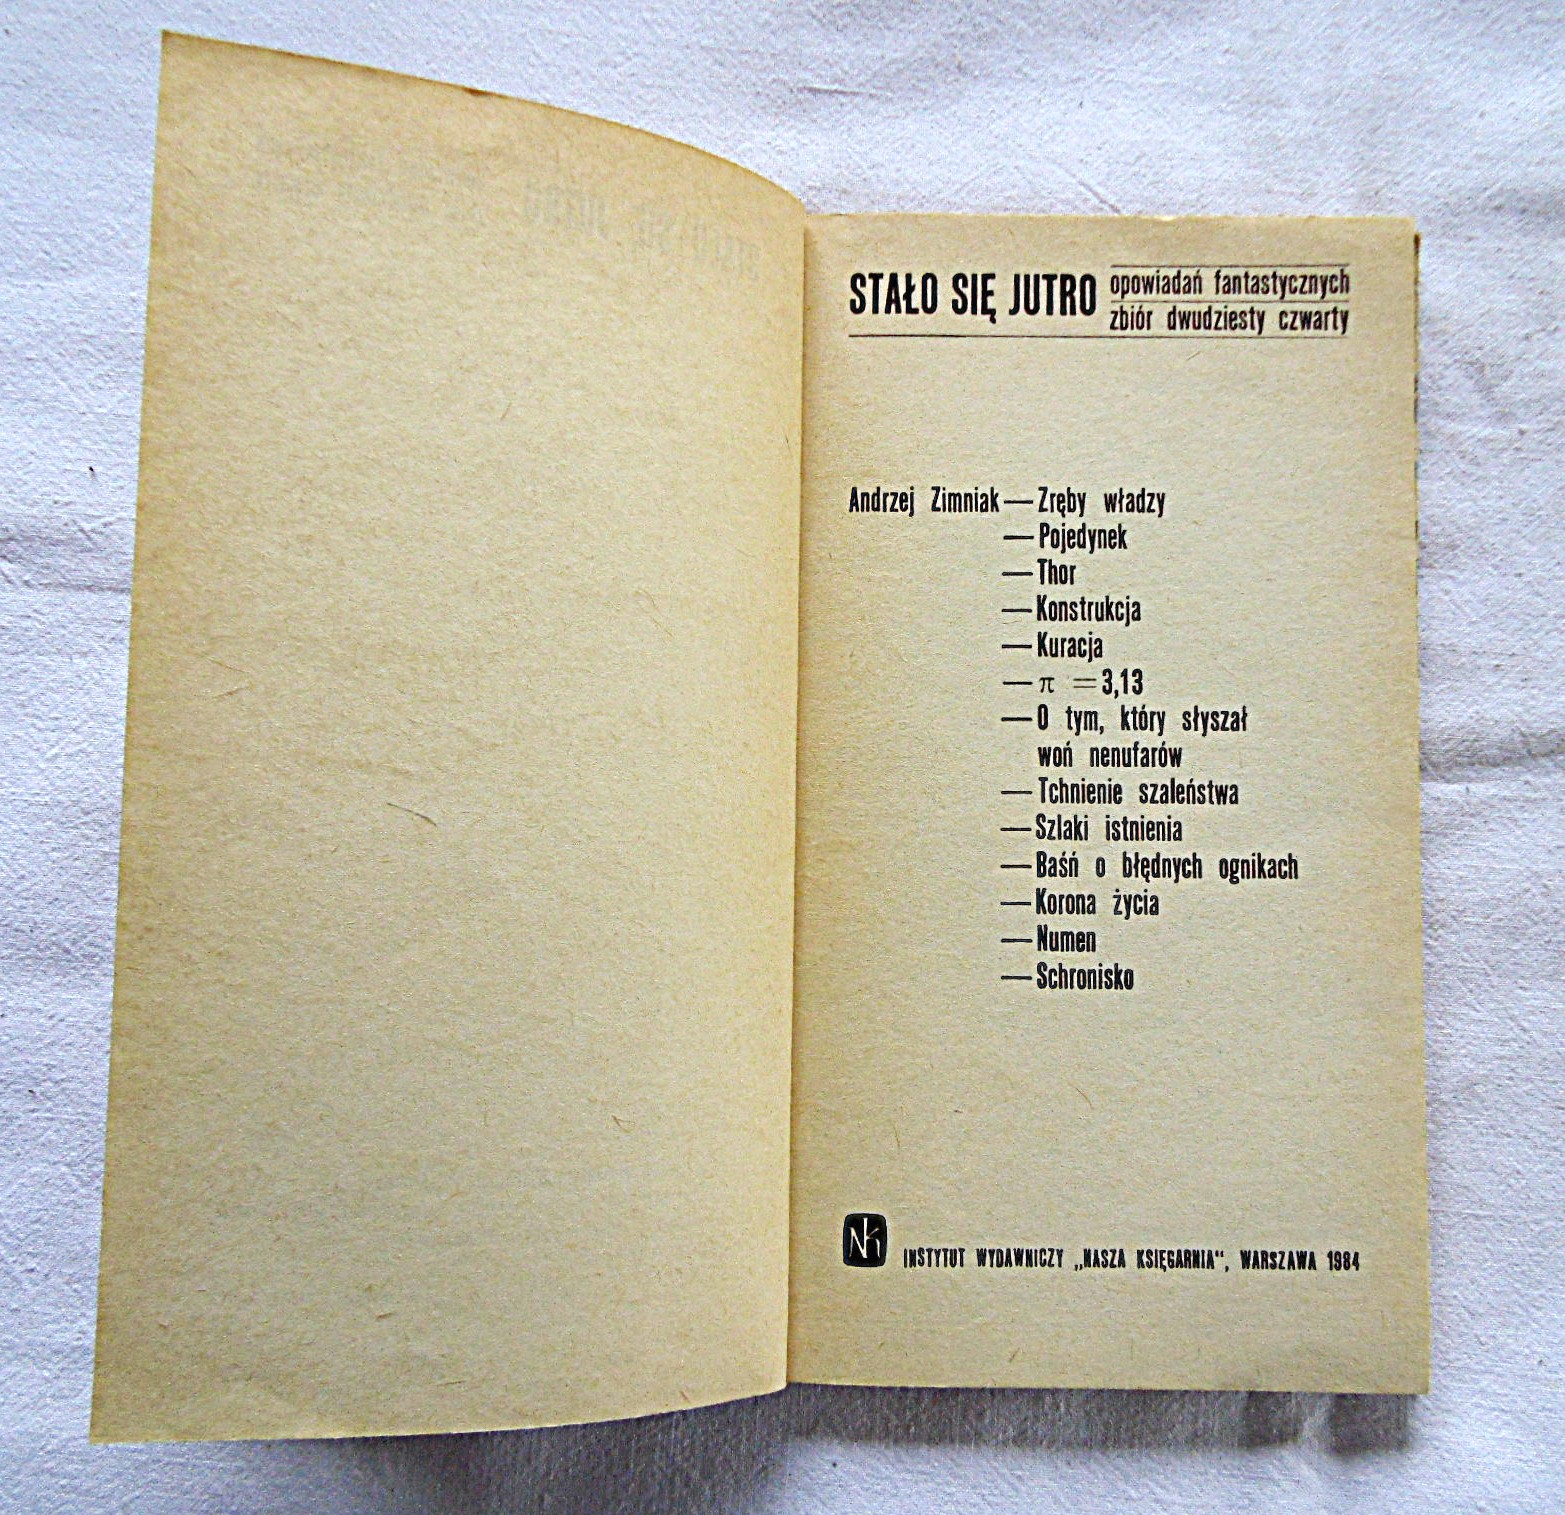 STAŁO SIĘ JUTRO
opowiadań fantastycznych
zbiór dwudziesty czwarty
Andrzej Zimniak — Zręby władzy
— Pojedynek
— Thor
— Konstrukcja
— Kuracja
— π = 3,13
— O tym, który słyszał
woń nenufarów
— Tchnienie szaleństwa
— Szlaki istnienia
— Baśń o błędnych ognikach
— Korona życia
— Numen
— Schronisko
NK
INSTYTUT WYDAWNICZY „NASZA KSIĘGARNIA", WARSZAWA 1984